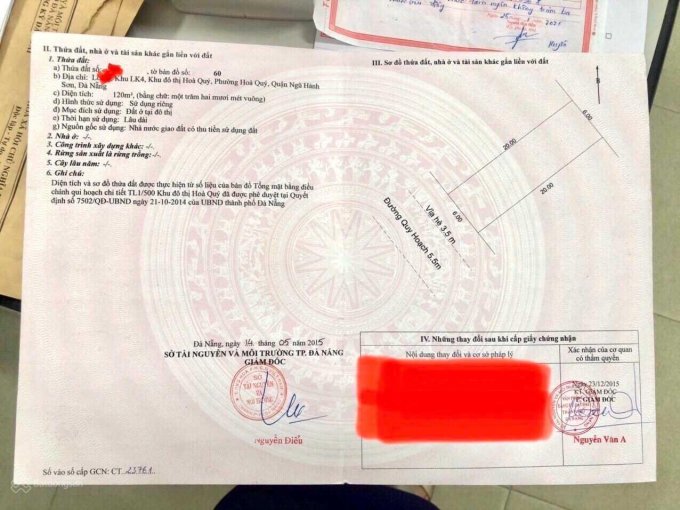 II. Thửa đất, nhà ở và tài sản khác gắn liền với đất
1. Thửa đất:
a) Thửa đất số: , tờ bản đồ số: 60
b) Địa chỉ: Khu LK4, Khu đô thị Hoà Quý, Phường Hoà Quý, Quận Ngũ Hành
Sơn, Đà Nẵng
c) Diện tích: 120m², (bằng chữ: một trăm hai mươi mét vuông)
d) Hình thức sử dụng: Sử dụng riêng
đ) Mục đích sử dụng: Đất ở tại đô thị
e) Thời hạn sử dụng: Lâu dài
g) Nguồn gốc sử dụng: Nhà nước giao đất có thu tiền sử dụng đất
2. Nhà ở: -/-
3. Công trình xây dựng khác: -/-
4. Rừng sản xuất là rừng trồng: -/-
5. Cây lâu năm: -/-
6. Ghi chú:
Diện tích và sơ đồ thửa đất được thực hiện từ số liệu của bản đồ Tổng mặt bằng điều
chỉnh qui hoạch chi tiết TL1/500 Khu đô thị Hoà Quý đã được phê duyệt tại Quyết
định số 7502/QĐ-UBND ngày 21-10-2014 của UBND thành phố Đà Nẵng
Đà Nẵng, ngày 14 tháng 05 năm 2015
SỞ TÀI NGUYÊN VÀ MÔI TRƯỜNG TP. ĐÀ NẴNG
GIÁM ĐỐC
SỞ
TÀI NGUYÊN
VÀ
MÔI TRƯỜNG
Nguyễn Điểu
Số vào sổ cấp GCN: CT 23761
III. Sơ đồ thửa đất, nhà ở và tài sản khác gắn liền với đất
20.00
6.00
20.00
6.00
Vỉa hè 3.5 m
Đường Quy Hoạch 5.5m
IV. Những thay đổi sau khi cấp giấy chứng nhận
Nội dung thay đổi và cơ sở pháp lý
Xác nhận của cơ quan
có thẩm quyền
Ngày 23/12/2015
KT. GIÁM ĐỐC
P. GIÁM ĐỐC
Nguyễn Văn A